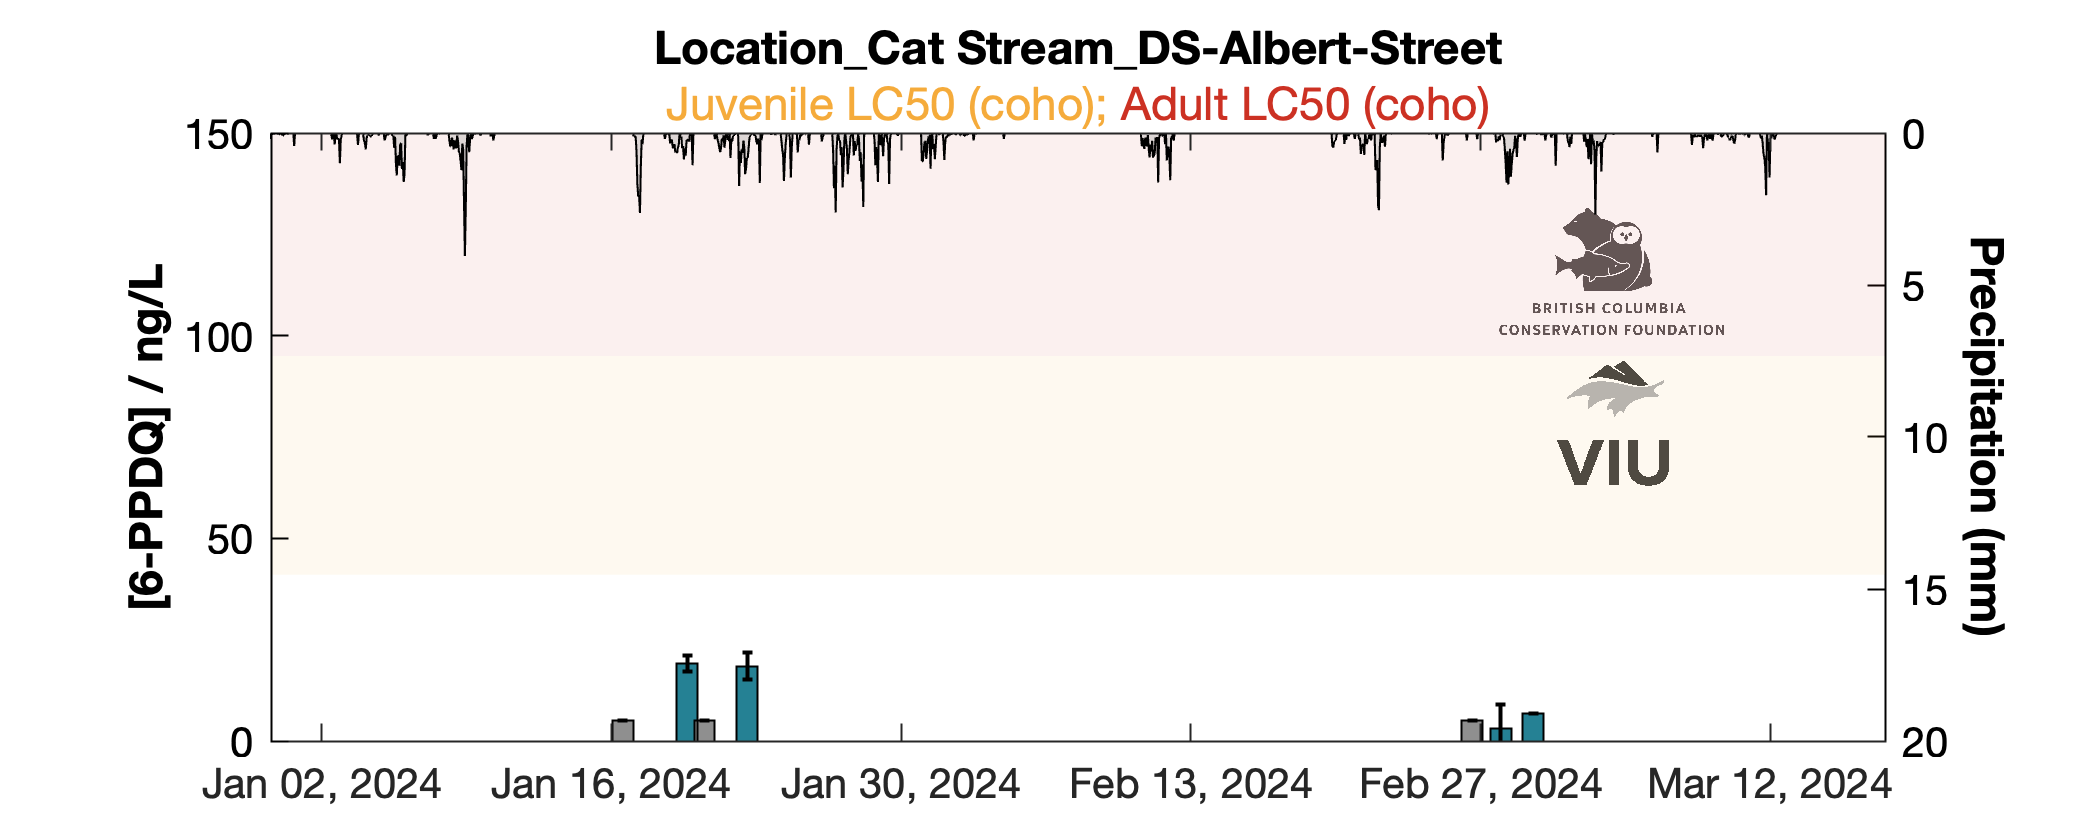 Location_Cat Stream_DS-Albert-Street
Juvenile LC50 (coho); Adult LC50 (coho)
150
100
50
0
[6-PPDQ] / ng/L
0
5
10
15
20
Precipitation (mm)
BRITISH COLUMBIA
CONSERVATION FOUNDATION
VIU
Jan 02, 2024
Jan 16, 2024
Jan 30, 2024
Feb 13, 2024
Feb 27, 2024
Mar 12, 2024